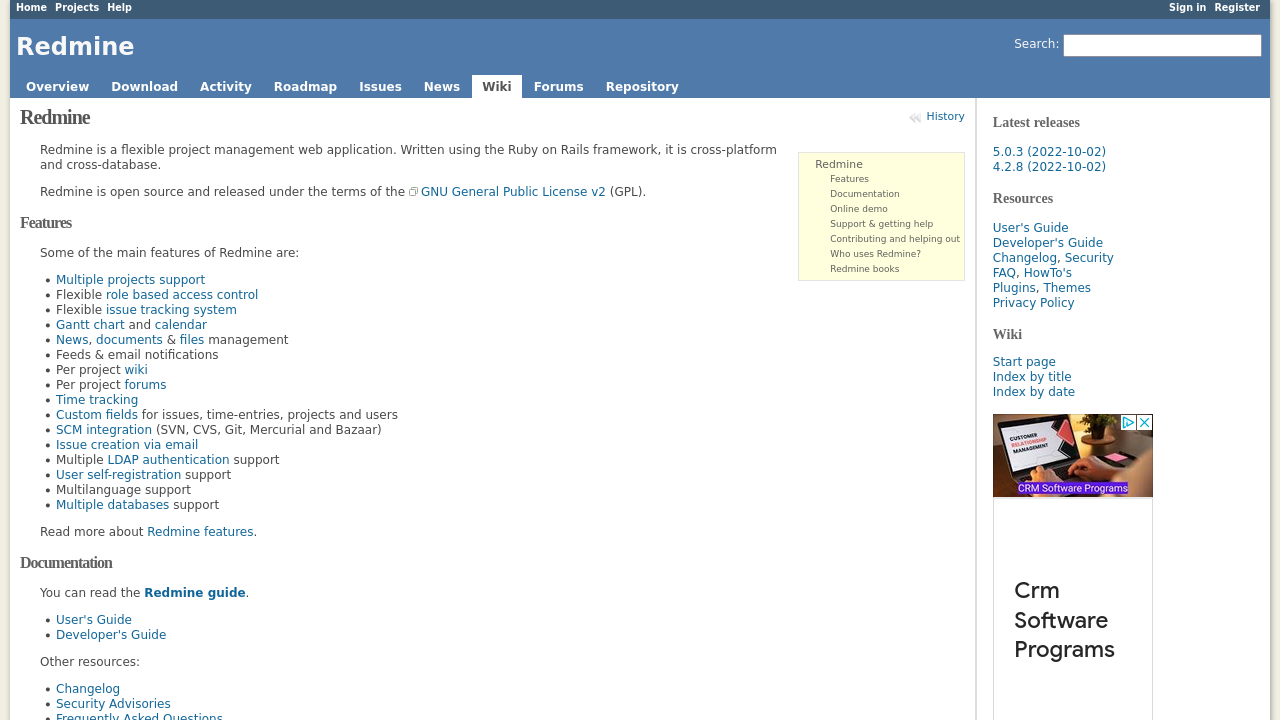 Home Projects Help
Sign in Register
Redmine
Search:
Overview Download Activity Roadmap Issues News Wiki Forums Repository
Redmine
History
Redmine is a flexible project management web application. Written using the Ruby on Rails framework, it is cross-platform
and cross-database.
Redmine is open source and released under the terms of the GNU General Public License v2 (GPL).
Redmine
Features
Documentation
Online demo
Support & getting help
Contributing and helping out
Who uses Redmine?
Redmine books
Features
Some of the main features of Redmine are:
Multiple projects support
Flexible role based access control
Flexible issue tracking system
Gantt chart and calendar
News, documents & files management
Feeds & email notifications
Per project wiki
Per project forums
Time tracking
Custom fields for issues, time-entries, projects and users
SCM integration (SVN, CVS, Git, Mercurial and Bazaar)
Issue creation via email
Multiple LDAP authentication support
User self-registration support
Multilanguage support
Multiple databases support
Read more about Redmine features.
Documentation
You can read the Redmine guide.
User's Guide
Developer's Guide
Other resources:
Changelog
Security Advisories
Frequently Asked Questions
Latest releases
5.0.3 (2022-10-02)
4.2.8 (2022-10-02)
Resources
User's Guide
Developer's Guide
Changelog, Security
FAQ, HowTo's
Plugins, Themes
Privacy Policy
Wiki
Start page
Index by title
Index by date
CUSTOMER
RELATIONSHIP
MANAGEMENT
CRM Software Programs
Crm
Software
Programs